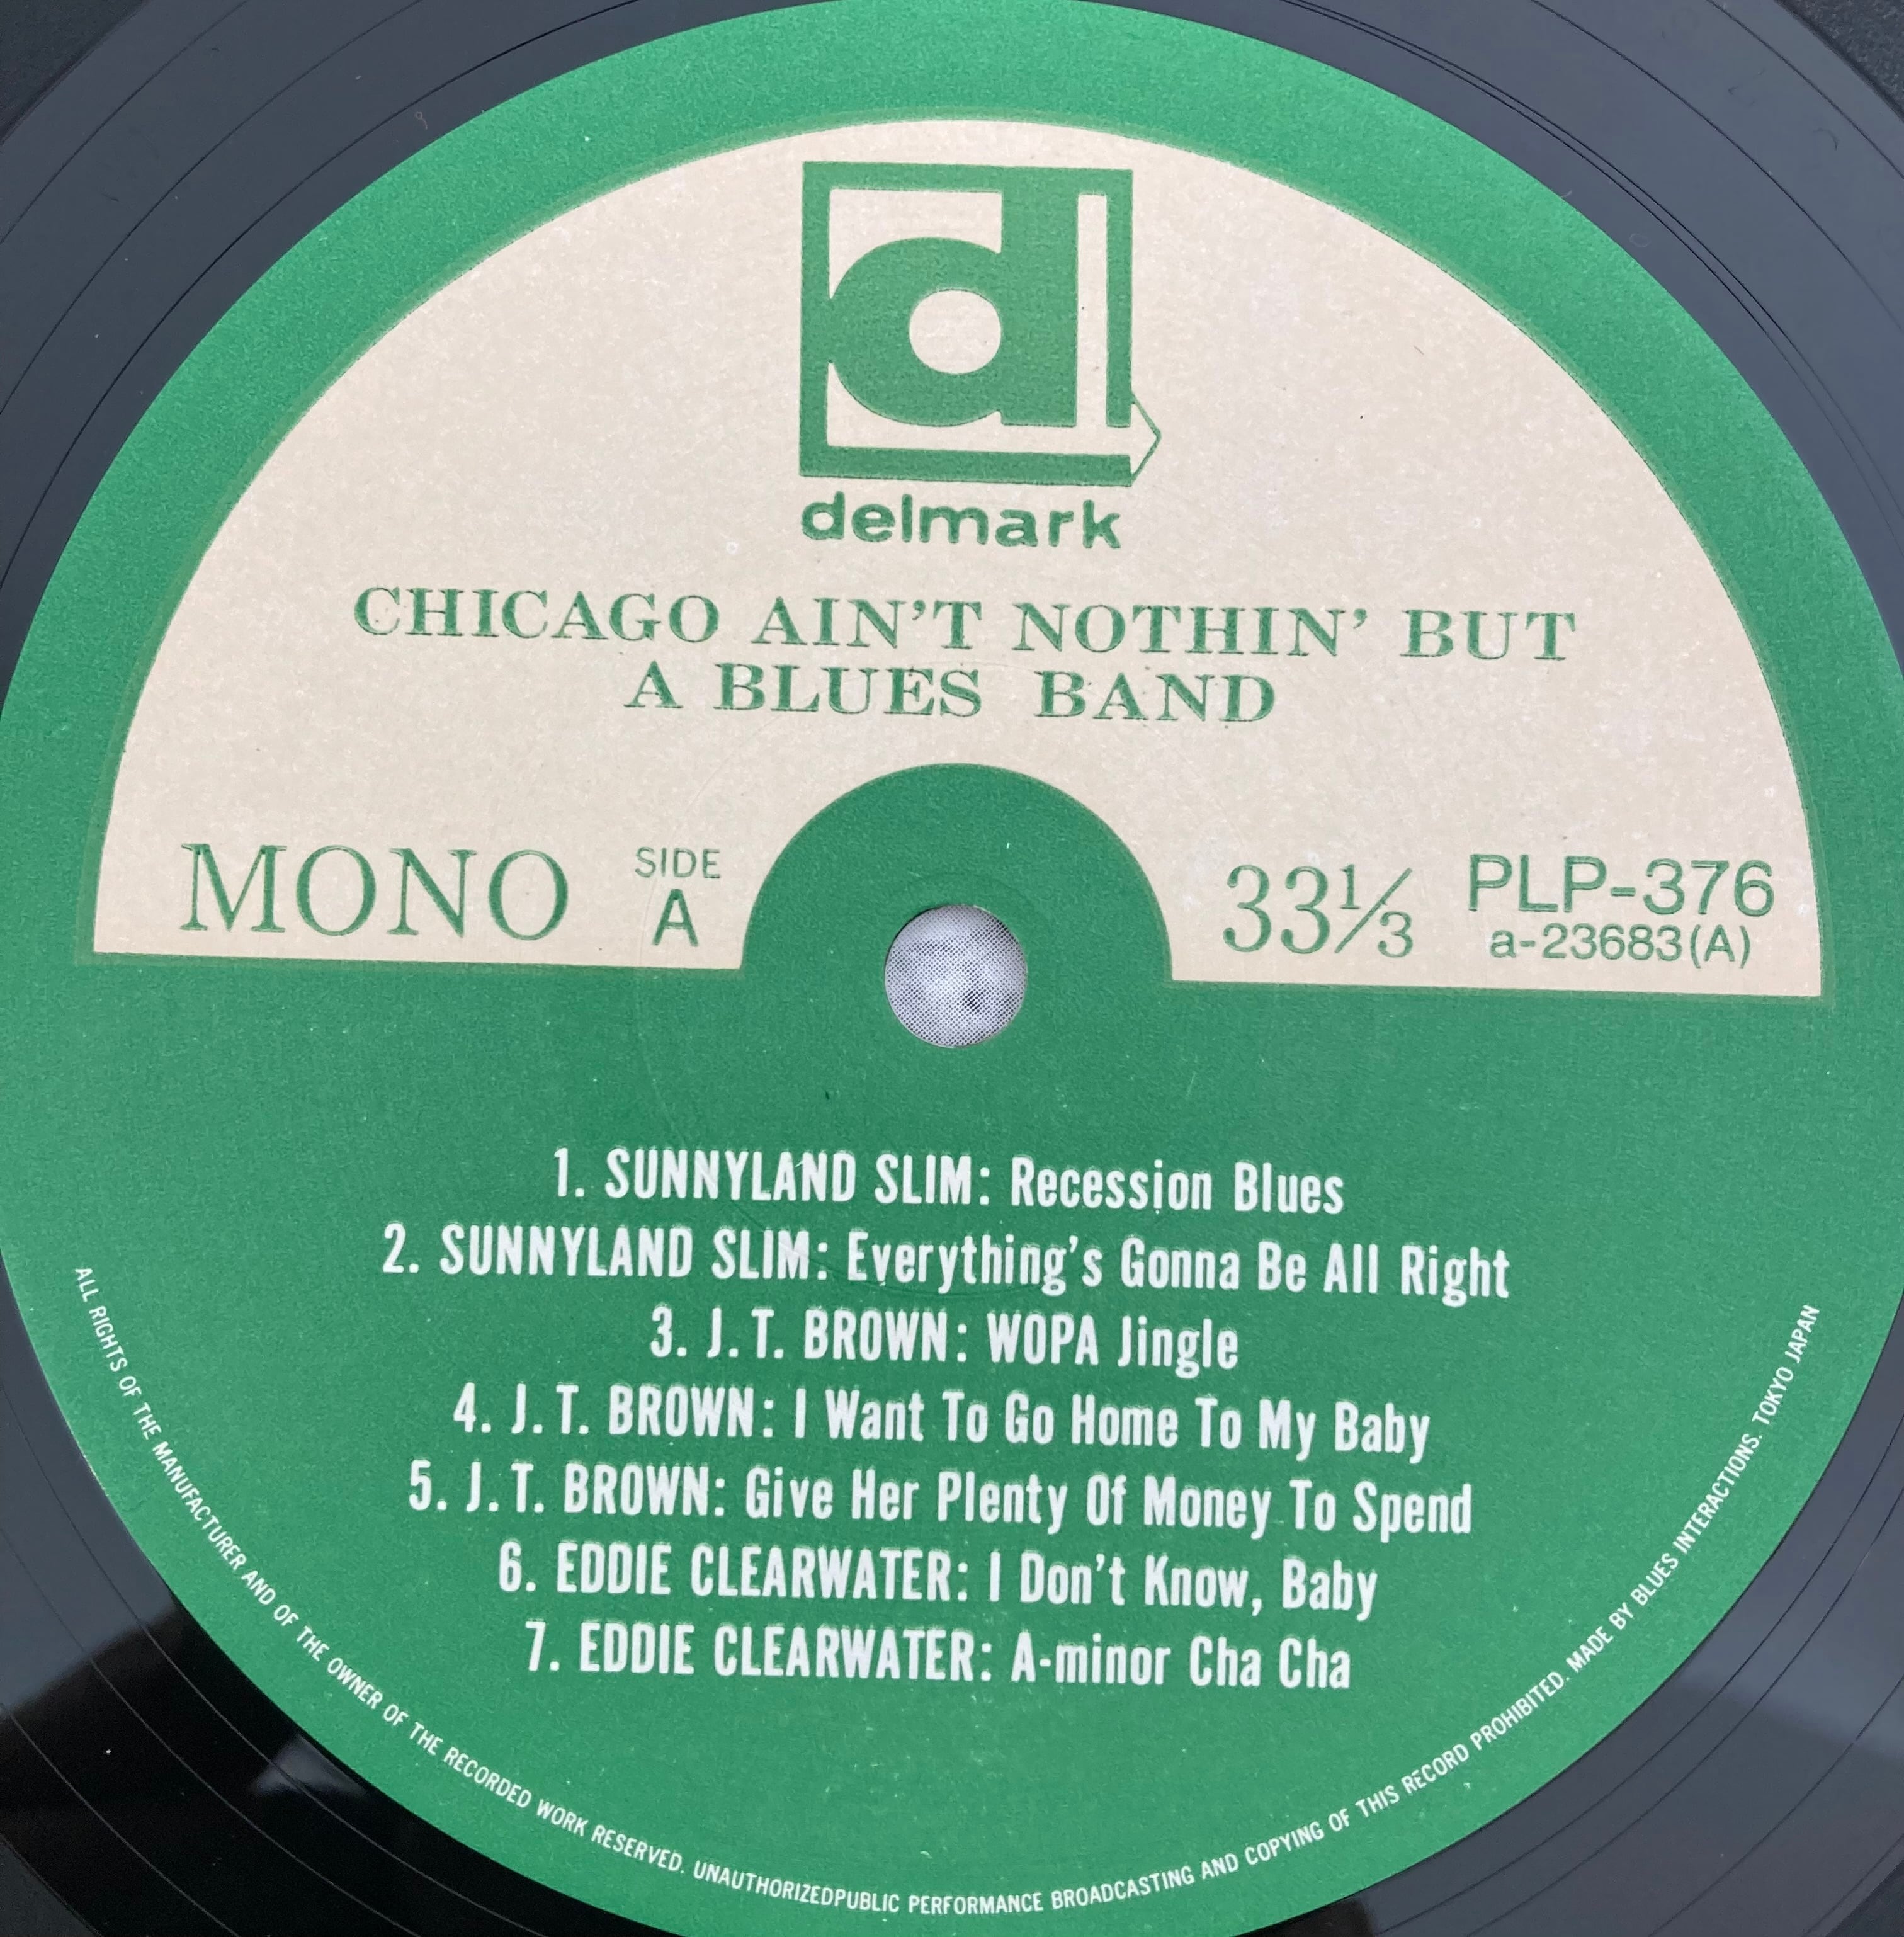 d
delmark
CHICAGO AIN'T NOTHIN' BUT
A BLUES BAND
MONO
SIDE
A
33⅓
PLP-376
a-23683(A)
1. SUNNYLAND SLIM: Recession Blues
2. SUNNYLAND SLIM: Everything's Gonna Be All Right
3. J.T. BROWN: WOPA Jingle
4. J.T. BROWN: I Want To Go Home To My Baby
5. J.T. BROWN: Give Her Plenty Of Money To Spend
6. EDDIE CLEARWATER: I Don't Know, Baby
7. EDDIE CLEARWATER: A-minor Cha Cha
ALL RIGHTS OF THE MANUFACTURER AND OF THE OWNER OF THE RECORDED WORK RESERVED. UNAUTHORIZEDPUBLIC PERFORMANCE BROADCASTING AND COPYING OF THIS RECORD PROHIBITED. MADE BY BLUES INTERACTIONS. TOKYO JAPAN